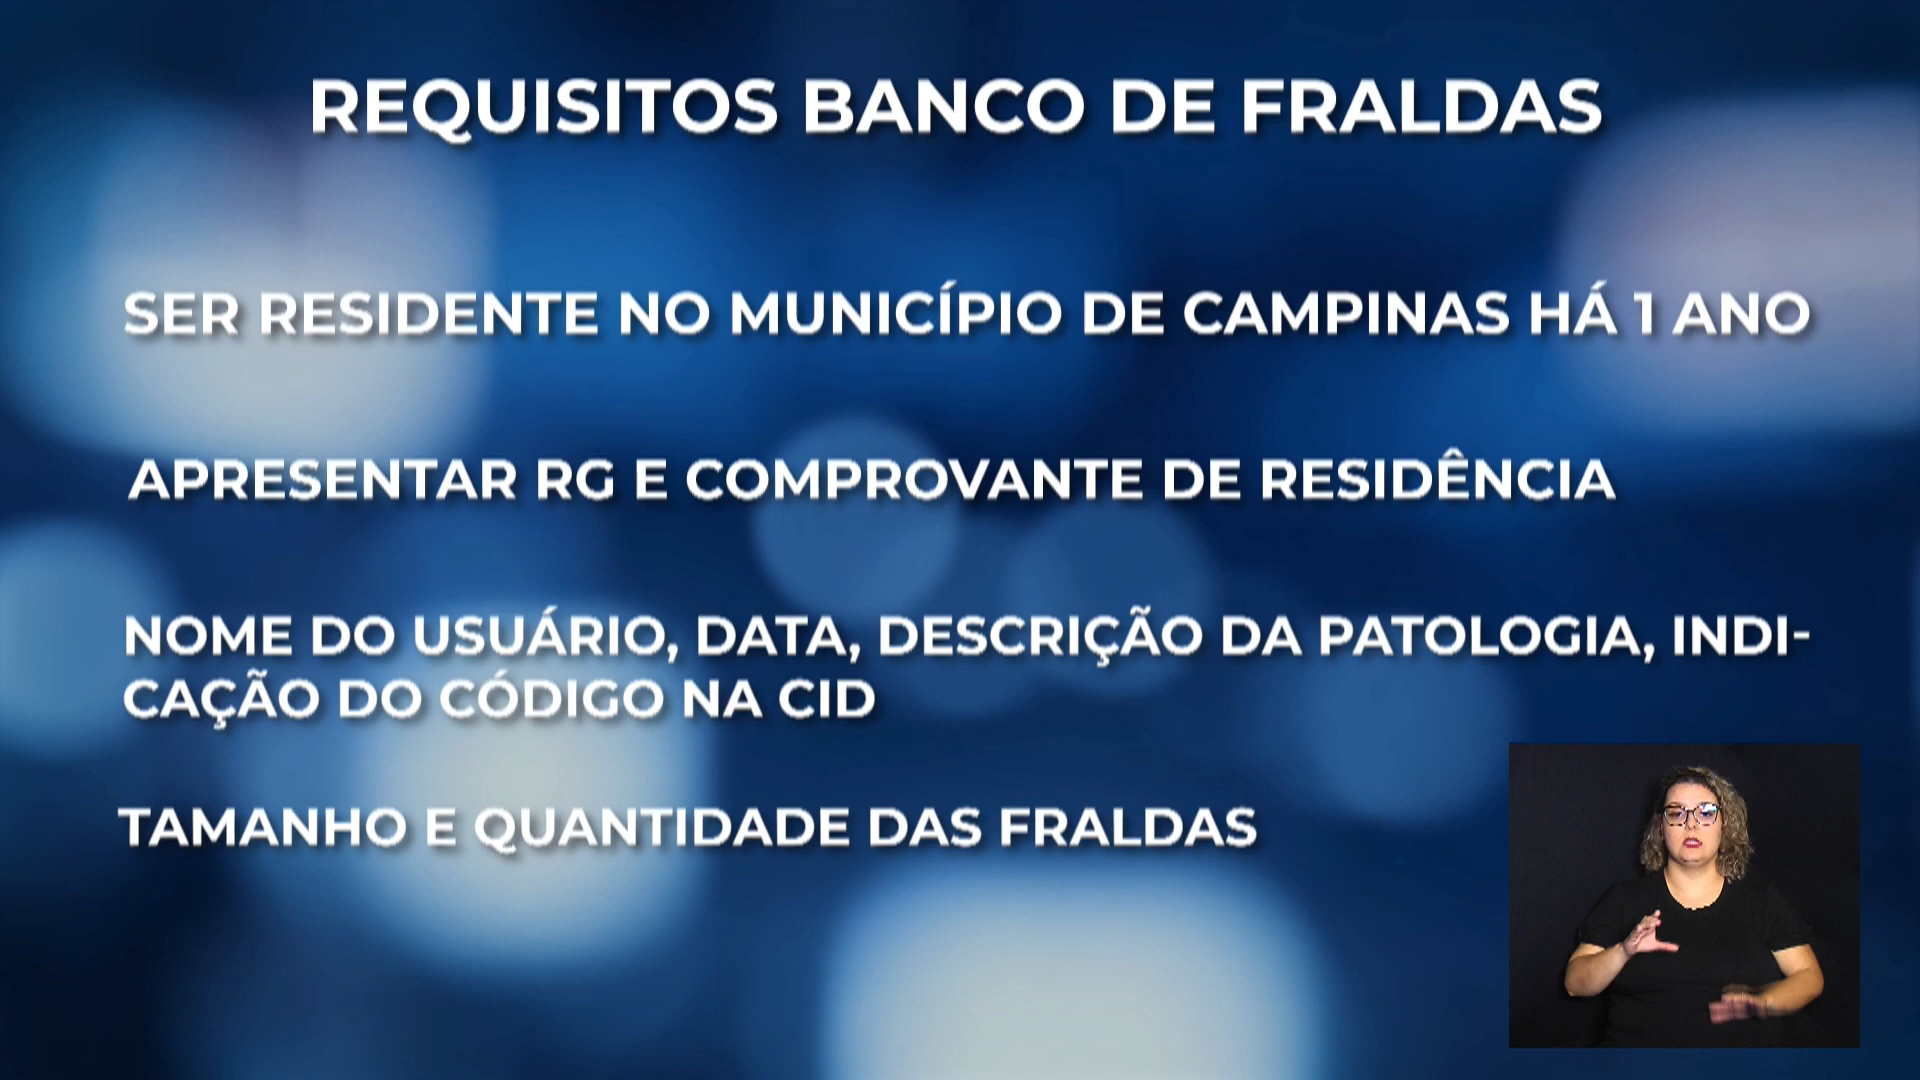 REQUISITOS BANCO DE FRALDAS
SER RESIDENTE NO MUNICÍPIO DE CAMPINAS HÁ 1 ANO
APRESENTAR RG E COMPROVANTE DE RESIDÊNCIA
NOME DO USUÁRIO, DATA, DESCRIÇÃO DA PATOLOGIA, INDI-
CAÇÃO DO CÓDIGO NA CID
TAMANHO E QUANTIDADE DAS FRALDAS